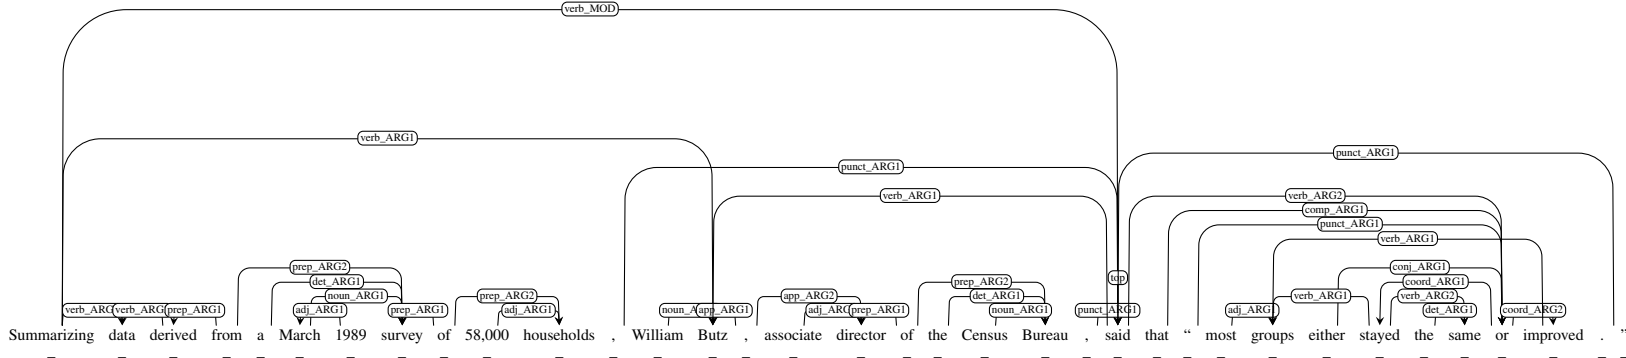 verb_MOD
verb_ARG1
punct_ARG1
punct_ARG1
verb_ARG1 verb_ARG2
comp_ARG1
punct_ARG1
verb_ARG1
prep_ARG2 conj_ARG1
top
det_ARG1 prep_ARG2 coord_ARG1
noun_ARG1 prep_ARG2 app_ARG2 det_ARG1 verb_ARG1 verb_ARG2
prep_ARG1 adj_ARG1 prep_ARG1 adj_ARG1 app_ARG1 prep_ARG1 noun_ARG1 punct_ARG1 adj_ARG1 det_ARG1 coord_ARG2
Summarizing data derived from a March 1989 survey of 58,000 households , William Butz , associate director of the Census Bureau , said that “ most groups either stayed the same or improved . ”